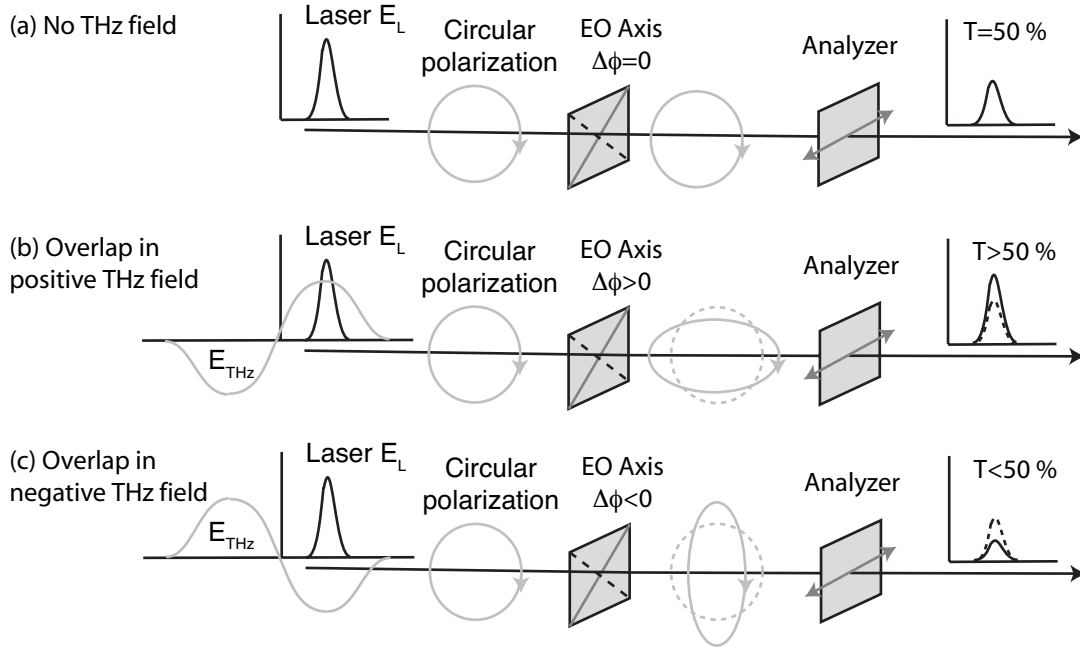 (a) No THz field
Laser E_L
Circular
polarization
EO Axis
Δϕ=0
Analyzer
T=50 %
(b) Overlap in
positive THz field
E_THz
Laser E_L
Circular
polarization
EO Axis
Δϕ>0
Analyzer
T>50 %
(c) Overlap in
negative THz field
E_THz
Laser E_L
Circular
polarization
EO Axis
Δϕ<0
Analyzer
T<50 %